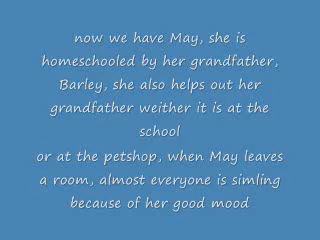 now we have May, she is
homeschooled by her grandfather,
Barley, she also helps out her
grandfather weither it is at the
school
or at the petshop, when May leaves
a room, almost everyone is simling
because of her good mood